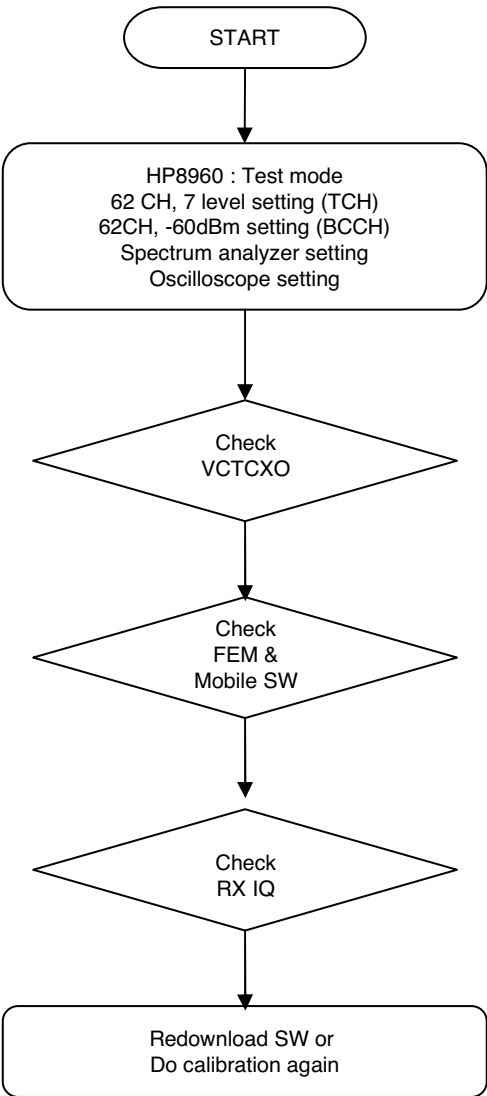 START
HP8960 : Test mode
62 CH, 7 level setting (TCH)
62CH, -60dBm setting (BCCH)
Spectrum analyzer setting
Oscilloscope setting
Check
VCTCXO
Check
FEM &
Mobile SW
Check
RX IQ
Redownload SW or
Do calibration again